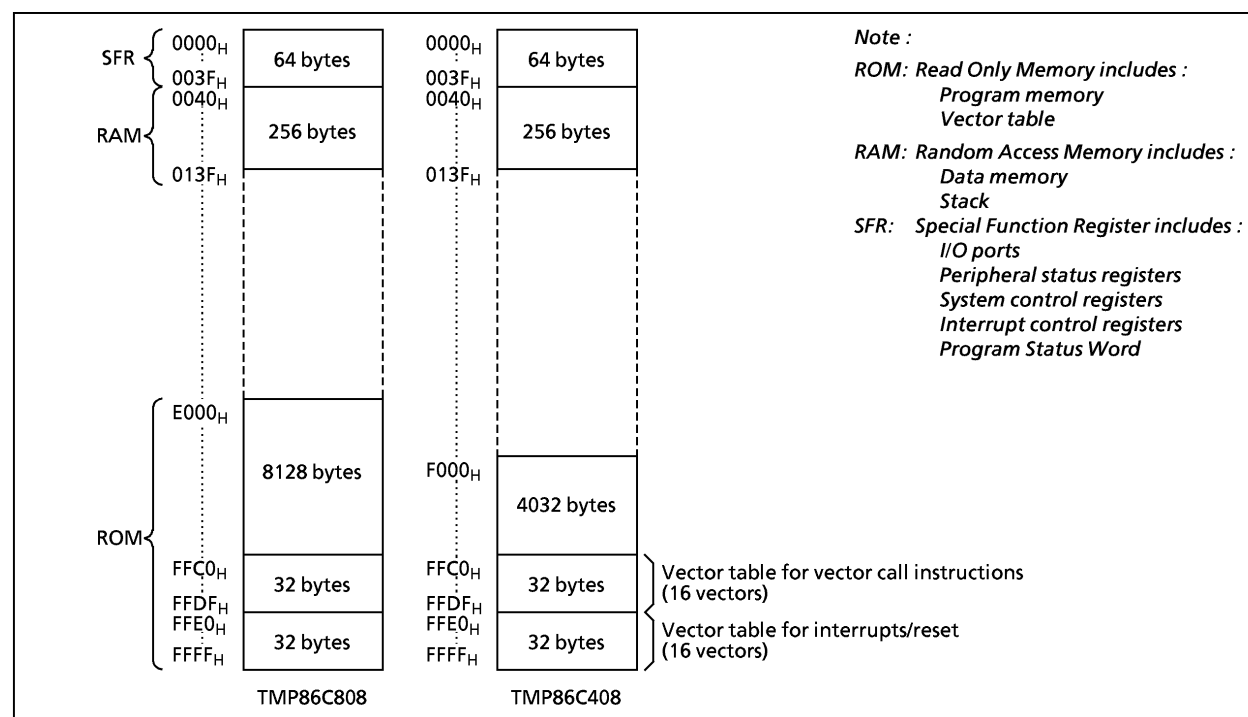 SFR
0000H
003FH
RAM
0040H
013FH
ROM
E000H
FFC0H
FFDFH
FFE0H
FFFFH
64 bytes
256 bytes
8128 bytes
32 bytes
32 bytes
TMP86C808
0000H
003FH
0040H
013FH
F000H
FFC0H
FFDFH
FFE0H
FFFFH
64 bytes
256 bytes
4032 bytes
32 bytes
32 bytes
TMP86C408
Vector table for vector call instructions
(16 vectors)
Vector table for interrupts/reset
(16 vectors)
Note :
ROM: Read Only Memory includes :
Program memory
Vector table
RAM: Random Access Memory includes :
Data memory
Stack
SFR: Special Function Register includes :
I/O ports
Peripheral status registers
System control registers
Interrupt control registers
Program Status Word